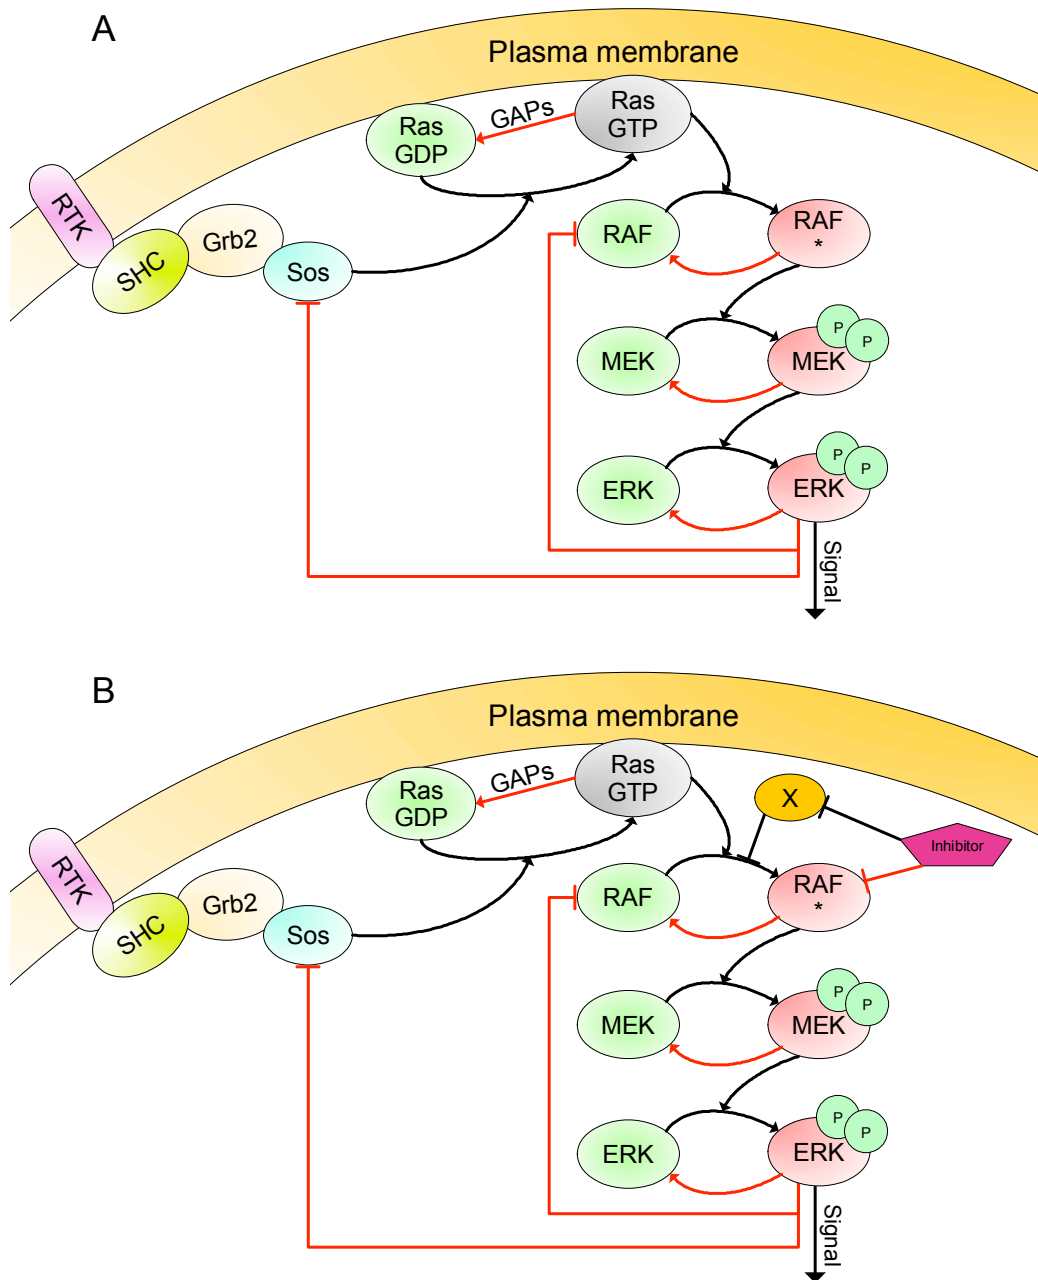 A
Plasma membrane
Ras
GDP
GAPs
Ras
GTP
RTK
SHC
Grb2
Sos
RAF
RAF
*
MEK
MEK
P
P
ERK
ERK
P
P
Signal
B
Plasma membrane
Ras
GDP
GAPs
Ras
GTP
X
Inhibitor
RTK
SHC
Grb2
Sos
RAF
RAF
*
MEK
MEK
P
P
ERK
ERK
P
P
Signal